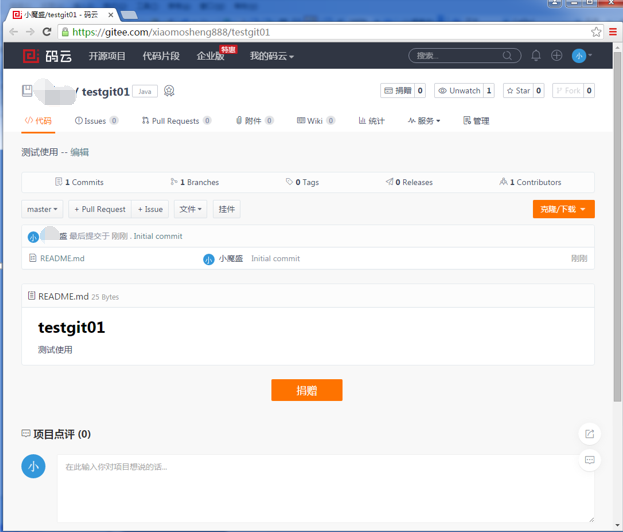 小魔盛/testgit01 - 码云
https://gitee.com/xiaomosheng888/testgit01
码云 开源项目 代码片段 企业版 特惠 我的码云 搜索... 小
/ testgit01 Java 捐赠 0 Unwatch 1 Star 0 Fork 0
代码 Issues 0 Pull Requests 0 附件 0 Wiki 0 统计 服务 管理
测试使用 -- 编辑
1 Commits 1 Branches 0 Tags 0 Releases 1 Contributors
master + Pull Request + Issue 文件 挂件 克隆/下载
小 盛 最后提交于 刚刚 . Initial commit
README.md 小 小魔盛 Initial commit 刚刚
README.md 25 Bytes
testgit01
测试使用
捐赠
项目点评 (0)
小 在此输入你对项目想说的话...